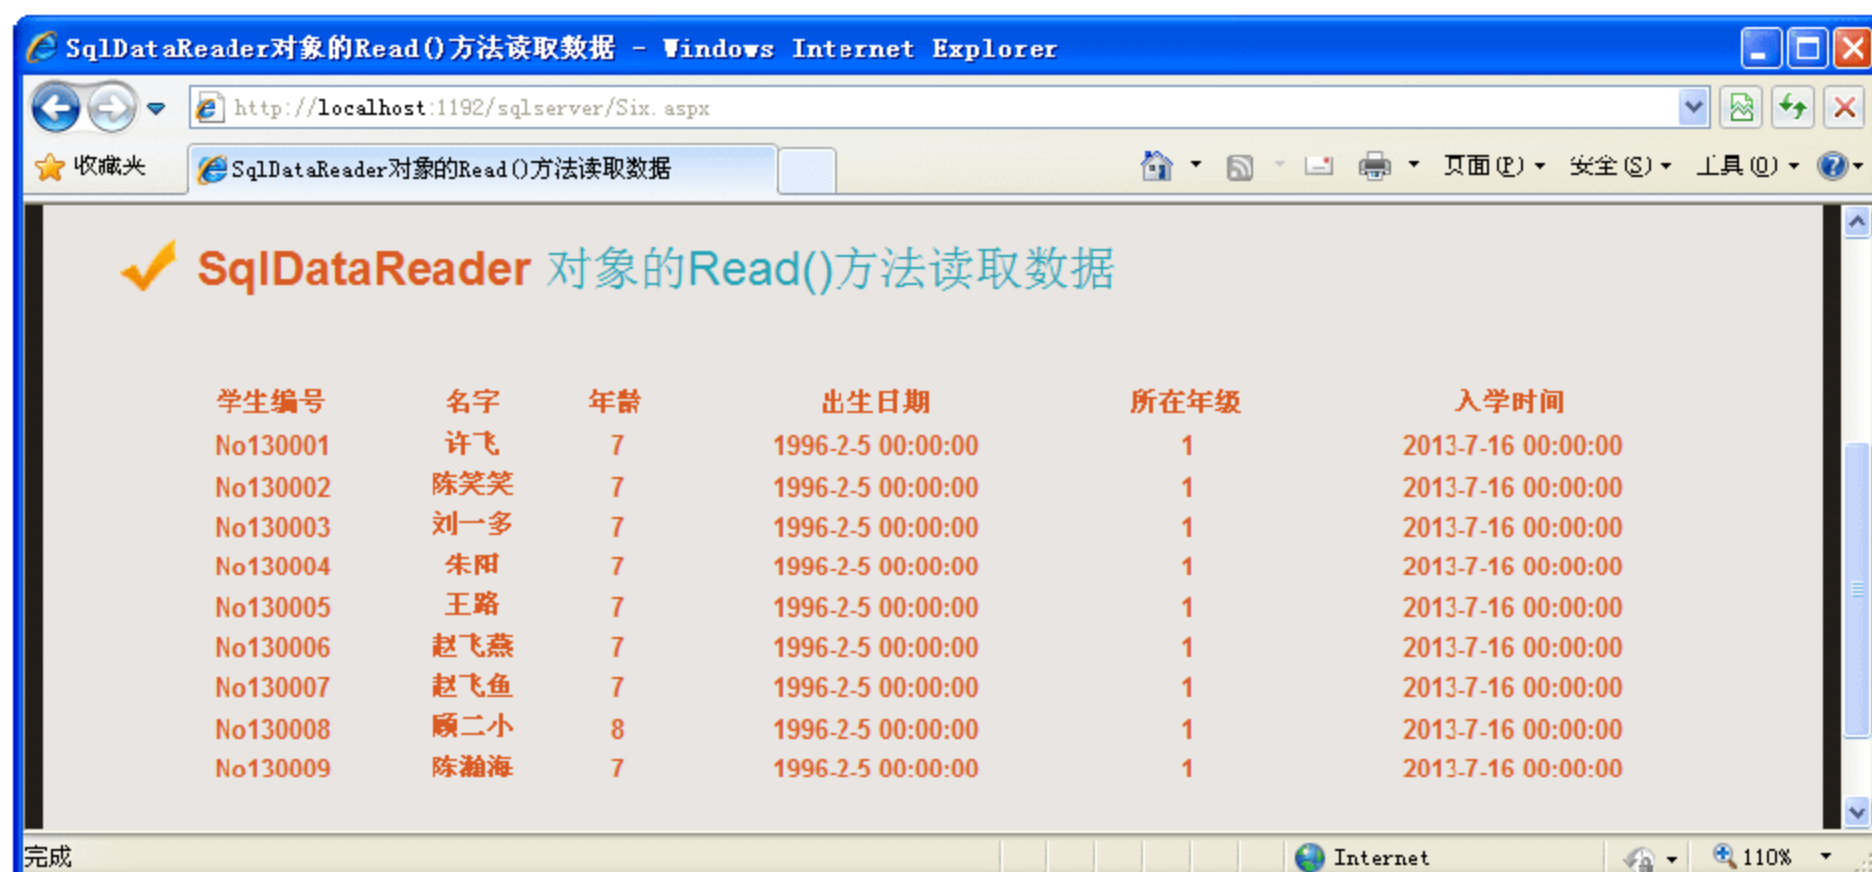 SqlDataReader对象的Read()方法读取数据 - Windows Internet Explorer
http://localhost:1192/sqlserver/Six.aspx
收藏夹 SqlDataReader对象的Read()方法读取数据 页面(P) 安全(S) 工具(O)
SqlDataReader 对象的Read()方法读取数据
学生编号 名字 年龄 出生日期 所在年级 入学时间
No130001 许飞 7 1996-2-5 00:00:00 1 2013-7-16 00:00:00
No130002 陈笑笑 7 1996-2-5 00:00:00 1 2013-7-16 00:00:00
No130003 刘一多 7 1996-2-5 00:00:00 1 2013-7-16 00:00:00
No130004 朱阳 7 1996-2-5 00:00:00 1 2013-7-16 00:00:00
No130005 王路 7 1996-2-5 00:00:00 1 2013-7-16 00:00:00
No130006 赵飞燕 7 1996-2-5 00:00:00 1 2013-7-16 00:00:00
No130007 赵飞鱼 7 1996-2-5 00:00:00 1 2013-7-16 00:00:00
No130008 顾二小 8 1996-2-5 00:00:00 1 2013-7-16 00:00:00
No130009 陈瀚海 7 1996-2-5 00:00:00 1 2013-7-16 00:00:00
完成 Internet 110%